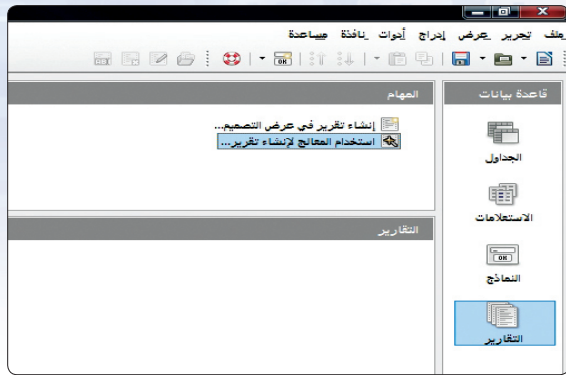 ملف تحرير عرض إدراج أدوات نافذة مساعدة
قاعدة بيانات
الجداول
الاستعلامات
OK
النماذج
التقارير
المهام
إنشاء تقرير في عرض التصميم...
استخدام المعالج لإنشاء تقرير...
التقارير